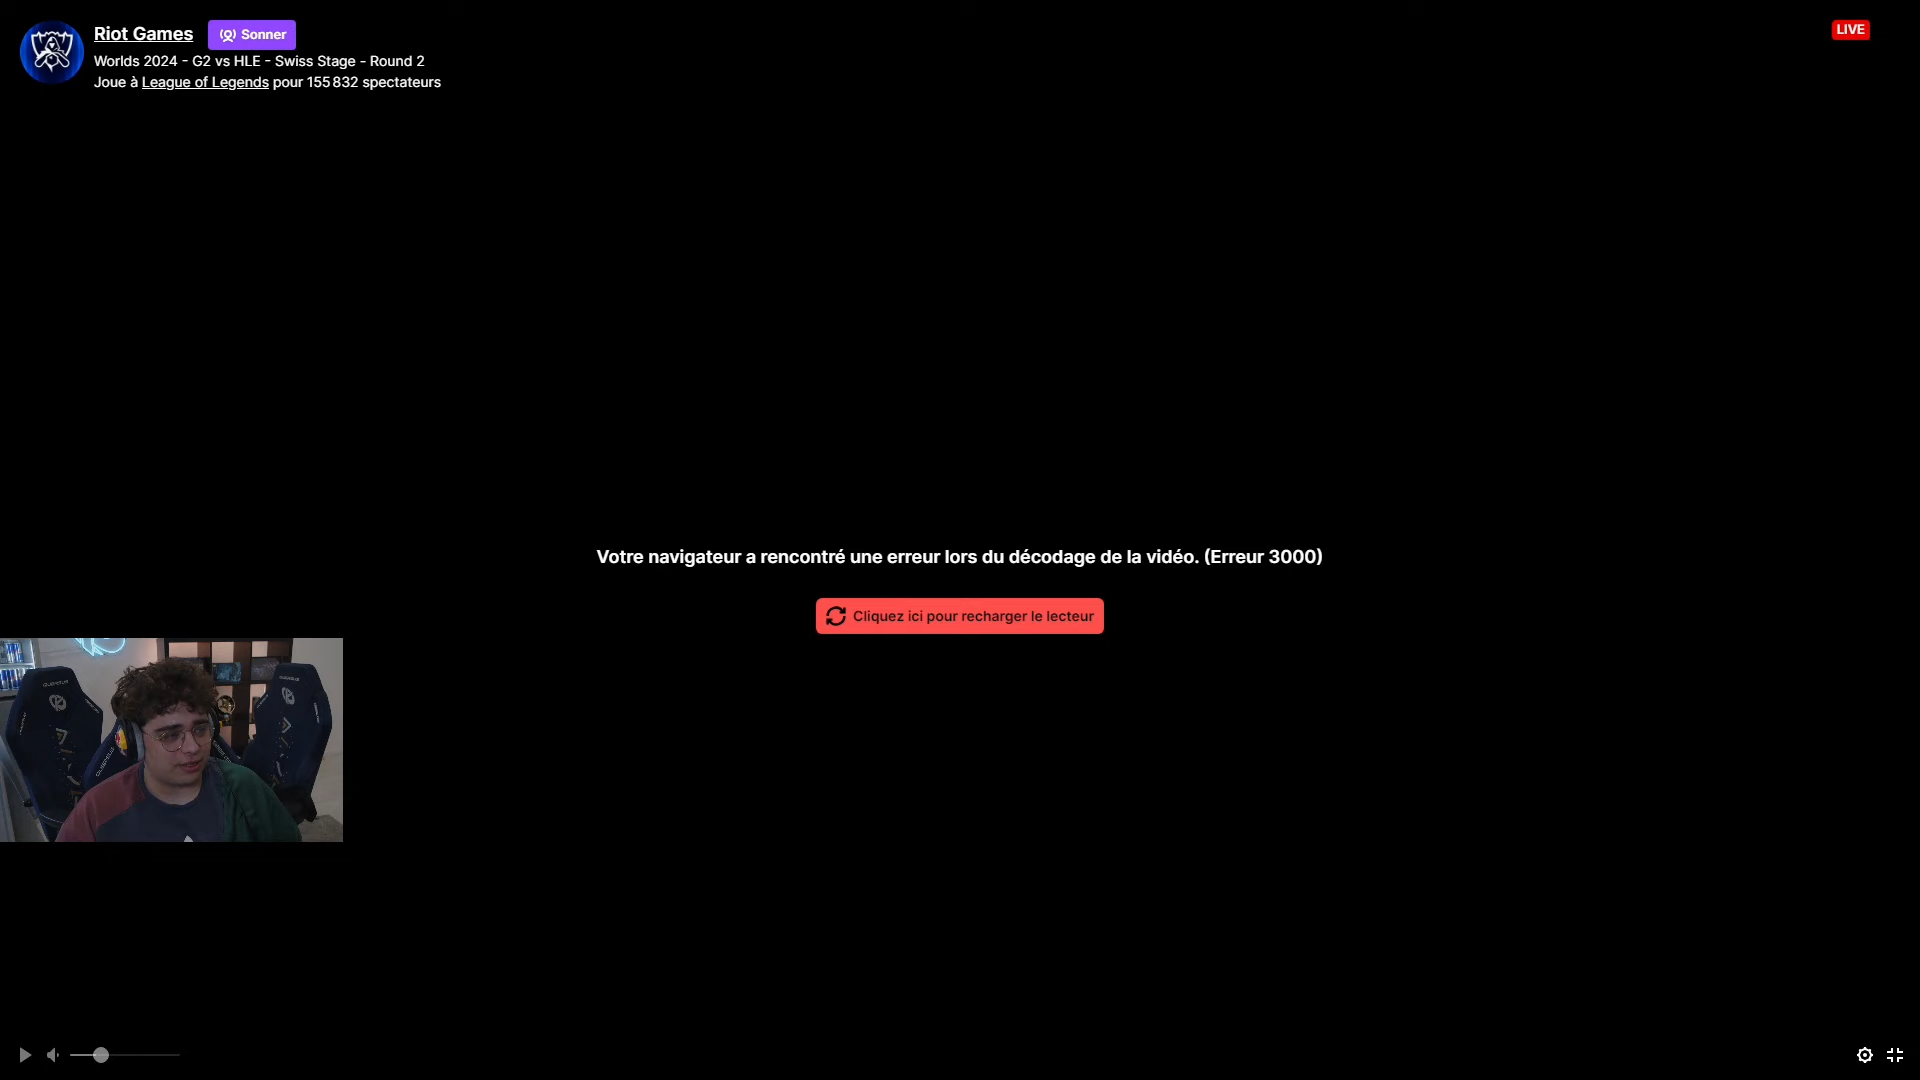 Riot Games
Sonner
LIVE
Worlds 2024 - G2 vs HLE - Swiss Stage - Round 2
Joue à League of Legends pour 155 832 spectateurs
Votre navigateur a rencontré une erreur lors du décodage de la vidéo. (Erreur 3000)
Cliquez ici pour recharger le lecteur